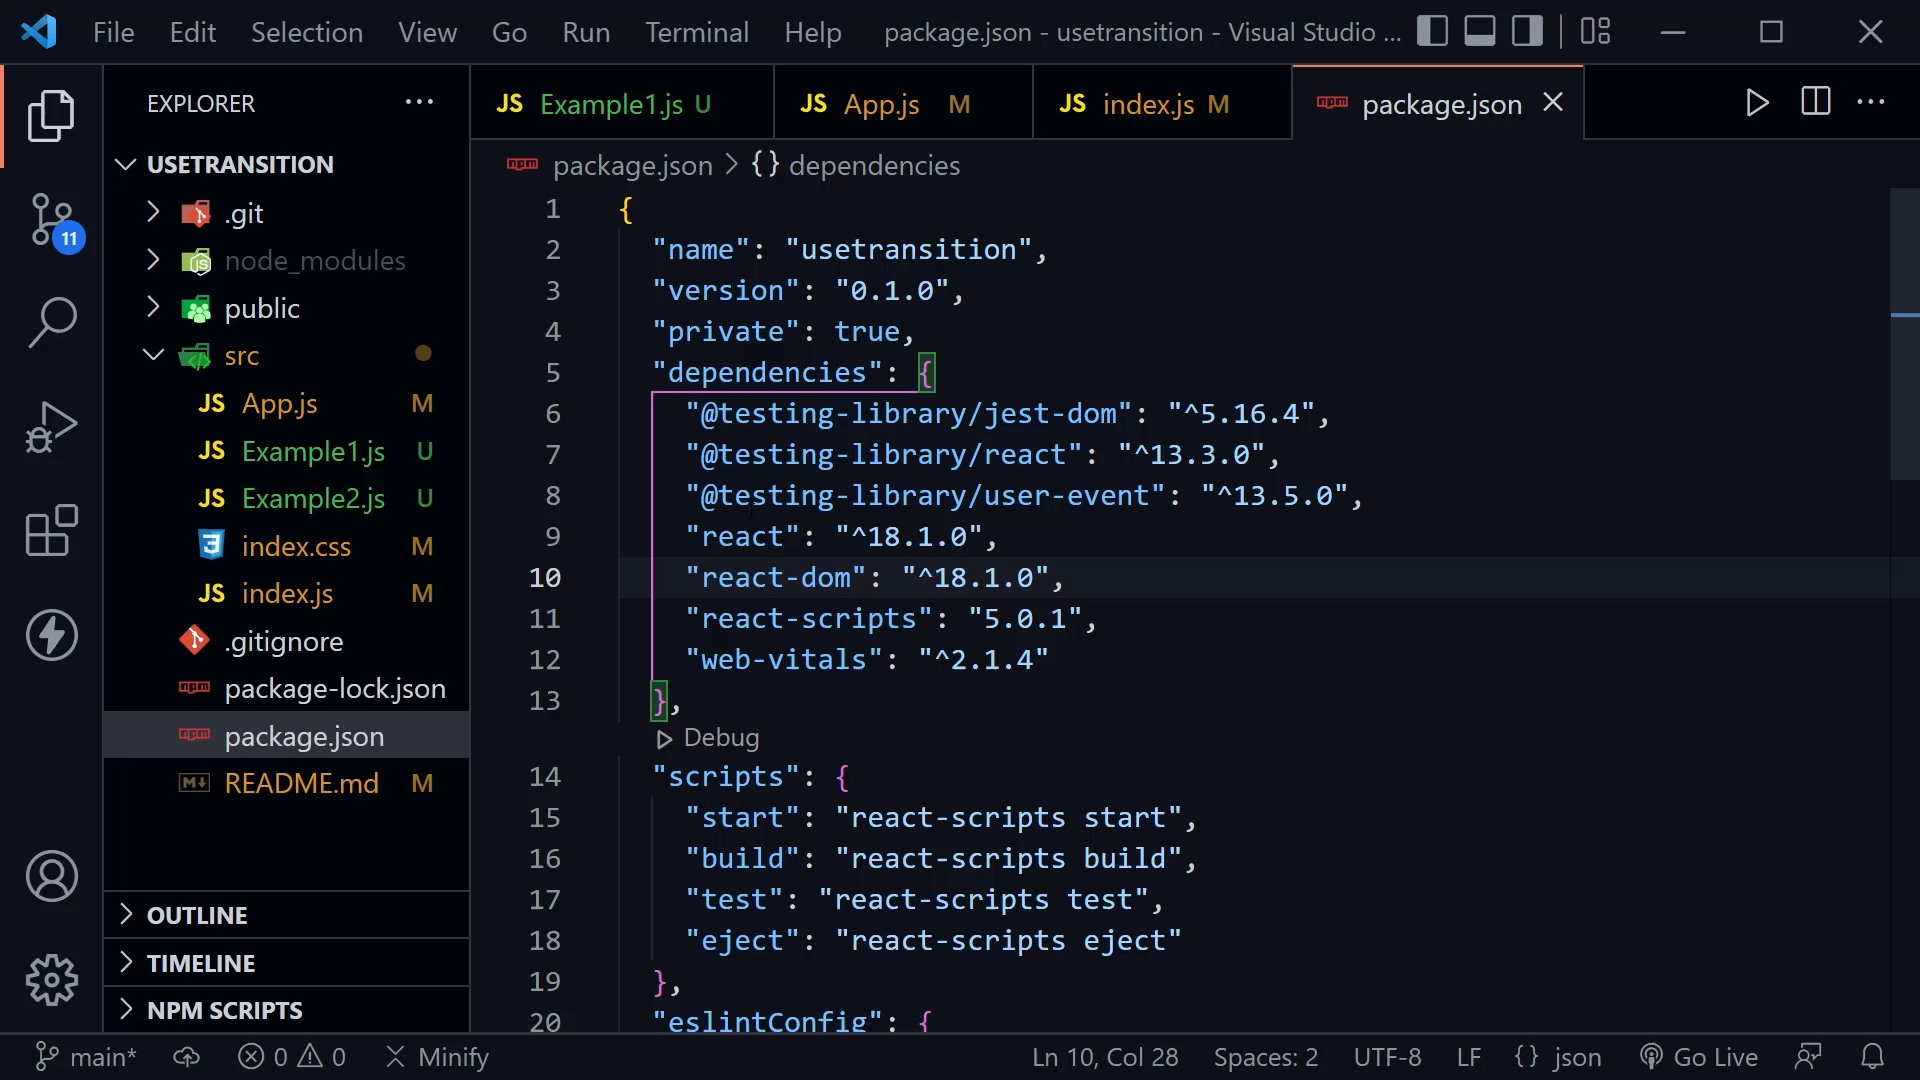 File Edit Selection View Go Run Terminal Help package.json - usetransition - Visual Studio ...
EXPLORER
USETRANSITION
.git
node_modules
public
src
JS App.js M
JS Example1.js U
JS Example2.js U
index.css M
JS index.js M
.gitignore
package-lock.json
package.json
README.md M
OUTLINE
TIMELINE
NPM SCRIPTS
11
JS Example1.js U JS App.js M JS index.js M package.json
package.json > {} dependencies
1 {
2 "name": "usetransition",
3 "version": "0.1.0",
4 "private": true,
5 "dependencies": {
6 "@testing-library/jest-dom": "^5.16.4",
7 "@testing-library/react": "^13.3.0",
8 "@testing-library/user-event": "^13.5.0",
9 "react": "^18.1.0",
10 "react-dom": "^18.1.0",
11 "react-scripts": "5.0.1",
12 "web-vitals": "^2.1.4"
13 },
Debug
14 "scripts": {
15 "start": "react-scripts start",
16 "build": "react-scripts build",
17 "test": "react-scripts test",
18 "eject": "react-scripts eject"
19 },
20 "eslintConfig": {
main* 0 0 Minify Ln 10, Col 28 Spaces: 2 UTF-8 LF {} json Go Live